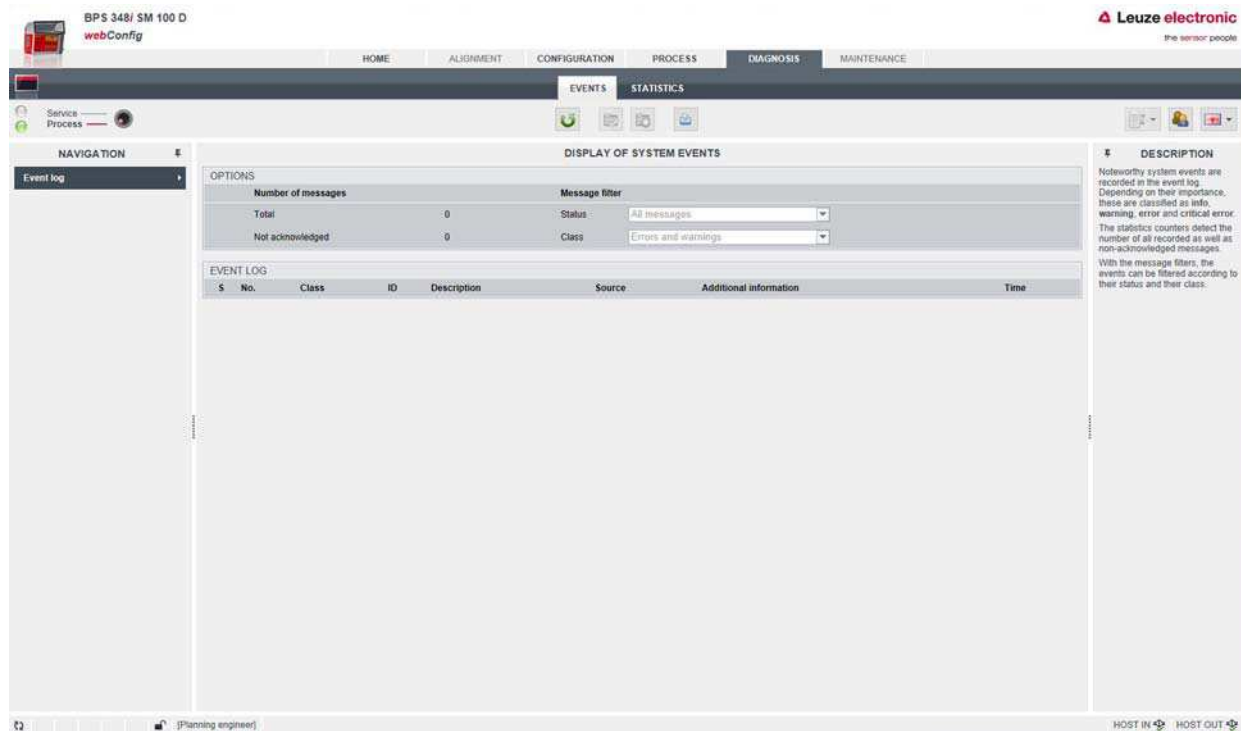 BPS 348i SM 100 D
webConfig
Leuze electronic
the sensor people
HOME
ALIGNMENT
CONFIGURATION
PROCESS
DIAGNOSIS
MAINTENANCE
EVENTS
STATISTICS
Service
Process
NAVIGATION
Event log
DISPLAY OF SYSTEM EVENTS
OPTIONS
Number of messages
Message filter
Total 0 Status All messages
Not acknowledged 0 Class Errors and warnings
EVENT LOG
S No. Class ID Description Source Additional information Time
DESCRIPTION
Noteworthy system events are
recorded in the event log.
Depending on their importance,
these are classified as info,
warning, error and critical error.
The statistics counters detect the
number of all recorded as well as
non-acknowledged messages.
With the message filters, the
events can be filtered according to
their status and their class.
[Planning engineer]
HOST IN HOST OUT